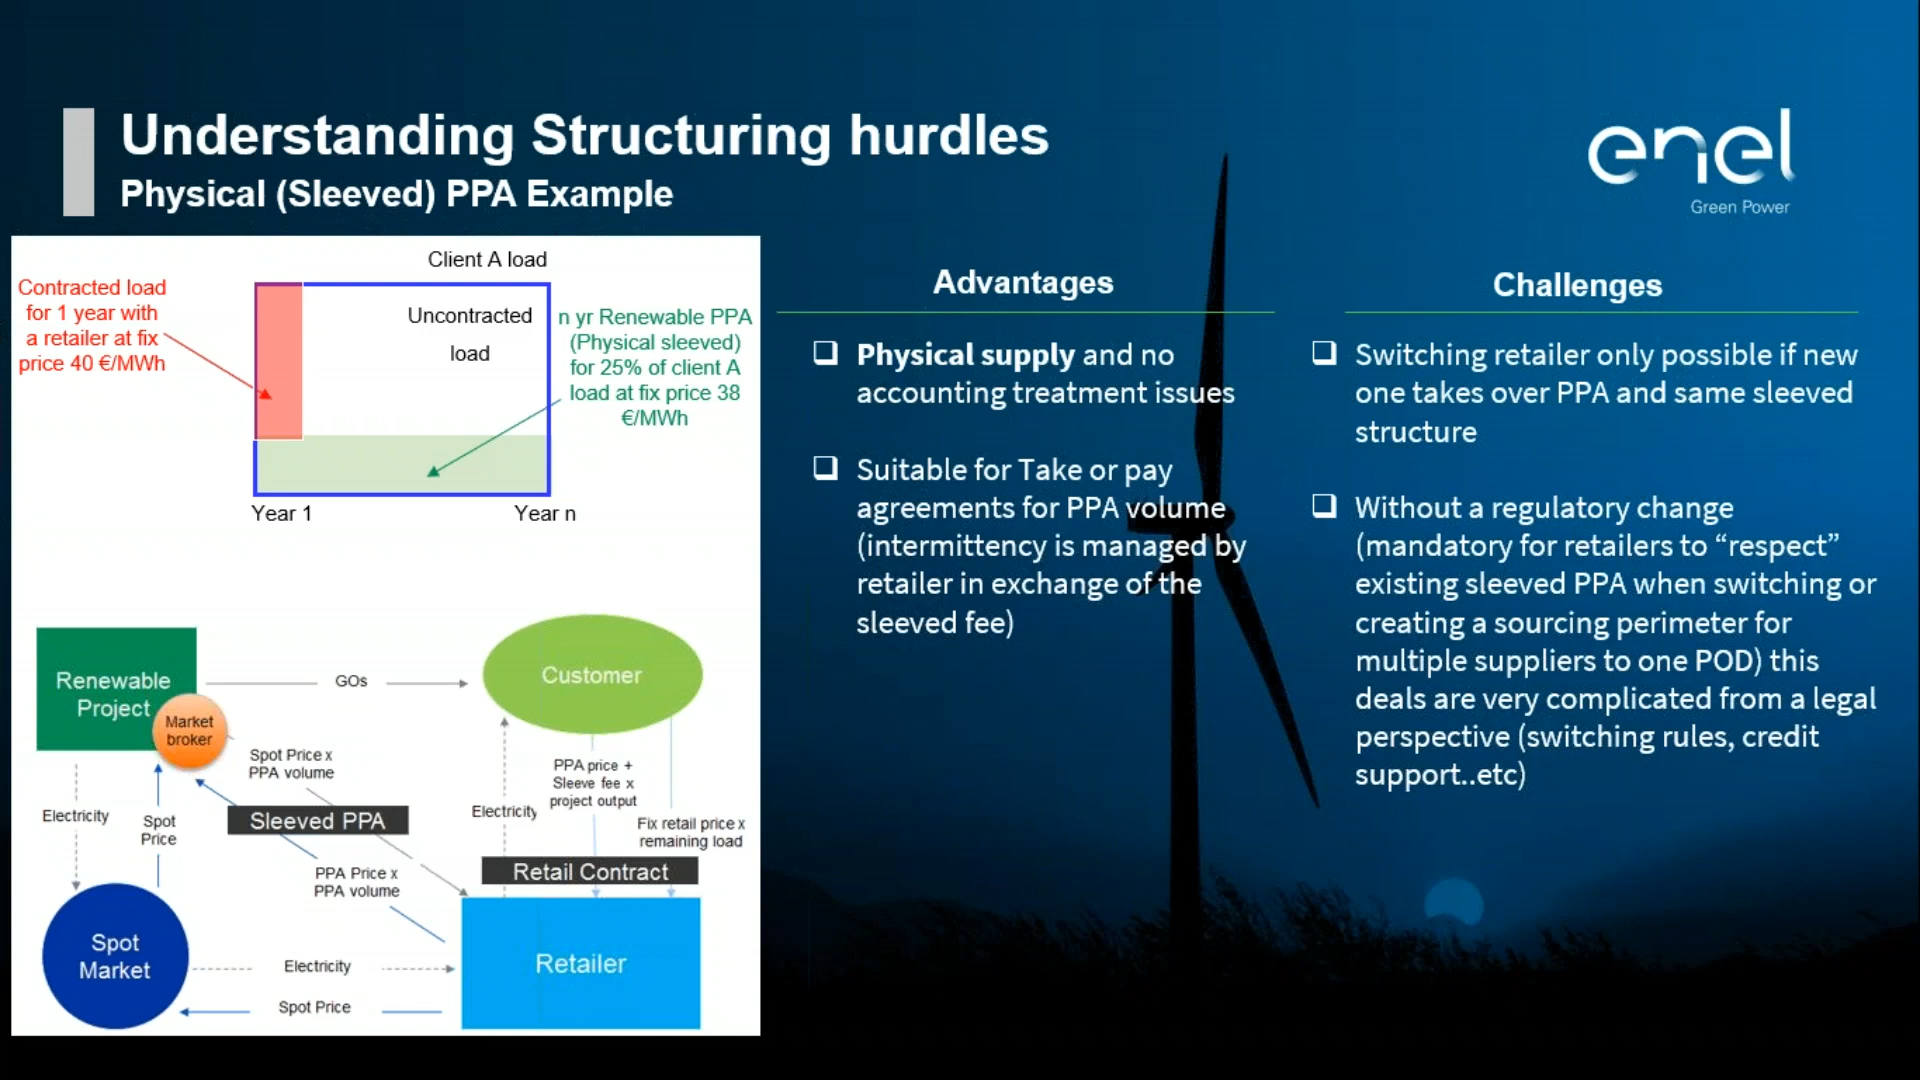 Understanding Structuring hurdles
Physical (Sleeved) PPA Example
enel
Green Power
Client A load
Contracted load
for 1 year with
a retailer at fix
price 40 €/MWh
Uncontracted
load
n yr Renewable PPA
(Physical sleeved)
for 25% of client A
load at fix price 38
€/MWh
Year 1
Year n
Renewable
Project
Market
broker
GOs
Customer
Spot Price x
PPA volume
PPA price +
Sleeve fee x
project output
Electricity
Spot
Price
Sleeved PPA
Electricity
Fix retail price x
remaining load
PPA Price x
PPA volume
Retail Contract
Spot
Market
Electricity
Spot Price
Retailer
Advantages
Physical supply and no
accounting treatment issues
Suitable for Take or pay
agreements for PPA volume
(intermittency is managed by
retailer in exchange of the
sleeved fee)
Challenges
Switching retailer only possible if new
one takes over PPA and same sleeved
structure
Without a regulatory change
(mandatory for retailers to “respect”
existing sleeved PPA when switching or
creating a sourcing perimeter for
multiple suppliers to one POD) this
deals are very complicated from a legal
perspective (switching rules, credit
support..etc)